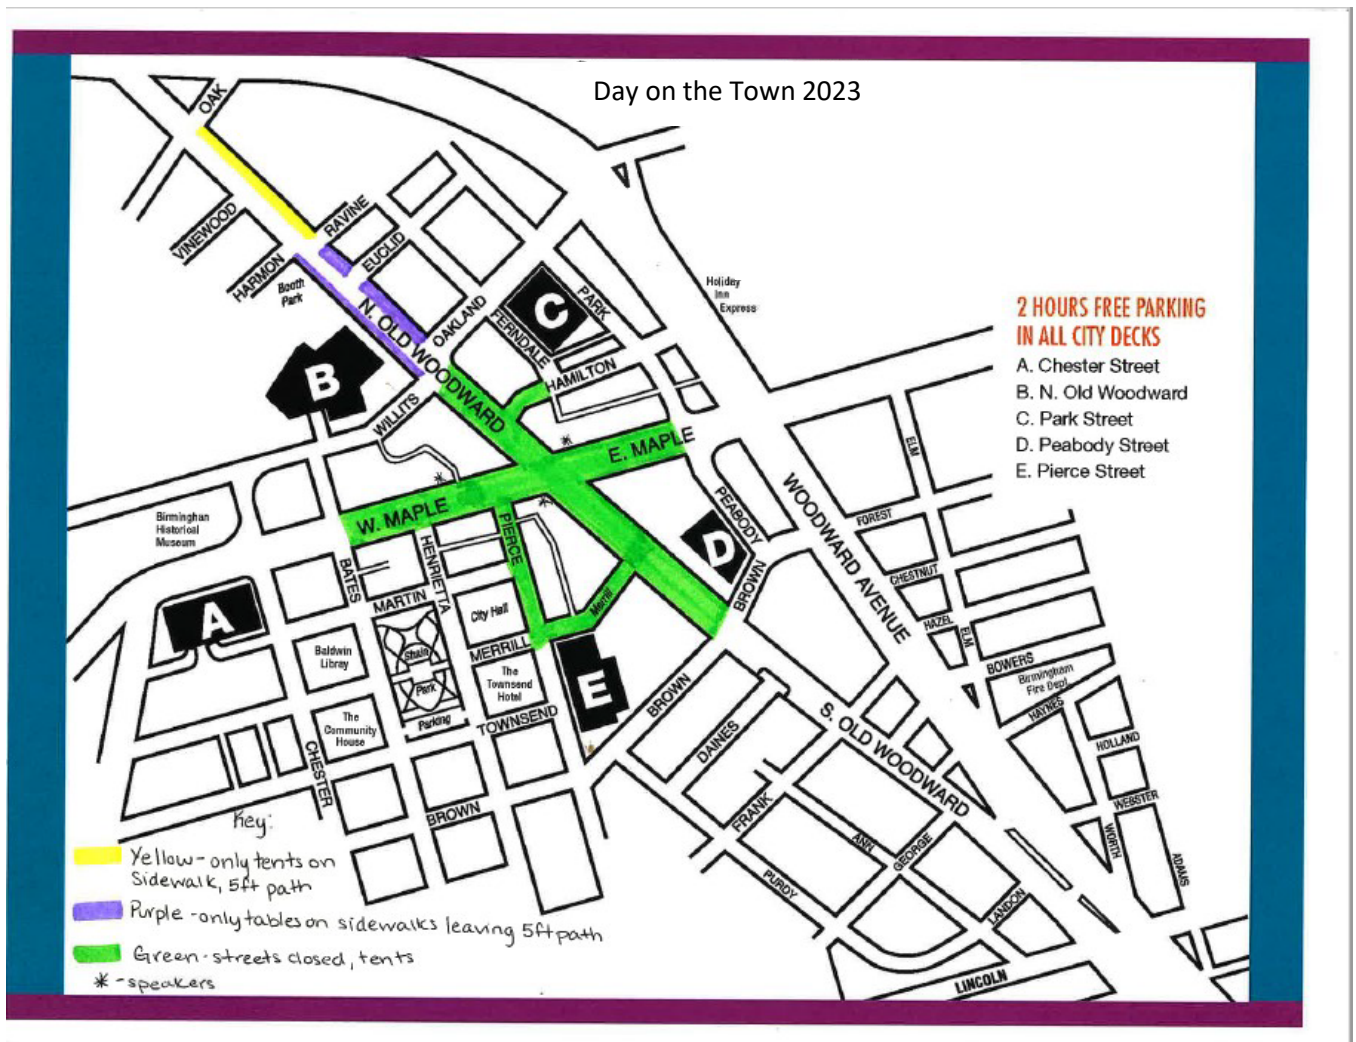 Day on the Town 2023
OAK
VINEWOOD
HARMON
RAVINE
EUCLID
Booth
Park
N. OLD WOODWARD
OAKLAND
FERNDALE
PARK
C
HAMILTON
Holiday
Inn
Express
2 HOURS FREE PARKING
IN ALL CITY DECKS
A. Chester Street
B. N. Old Woodward
C. Park Street
D. Peabody Street
E. Pierce Street
B
WILLITS
E. MAPLE
W. MAPLE
PIERCE
PEABODY
D
BROWN
WOODWARD AVENUE
ELM
FOREST
CHESTNUT
HAZEL
ELM
BOWERS
Birmingham
Fire Dept
HAYNES
HOLLAND
WEBSTER
WORTH
ADAMS
Birminghan
Historical
Museum
A
BATES
HENRIETTA
MARTIN
City Hall
Merrill
MERRILL
Baldwin
Libray
Shain
Park
Parking
The
Townsend
Hotel
E
TOWNSEND
The
Community
House
CHESTER
BROWN
BROWN
DAINES
S. OLD WOODWARD
FRANK
ANN
GEORGE
PURDY
LANDON
LINCOLN
Key:
Yellow - only tents on
Sidewalk, 5ft path
Purple - only tables on sidewalks leaving 5ft path
Green - streets closed, tents
* - speakers